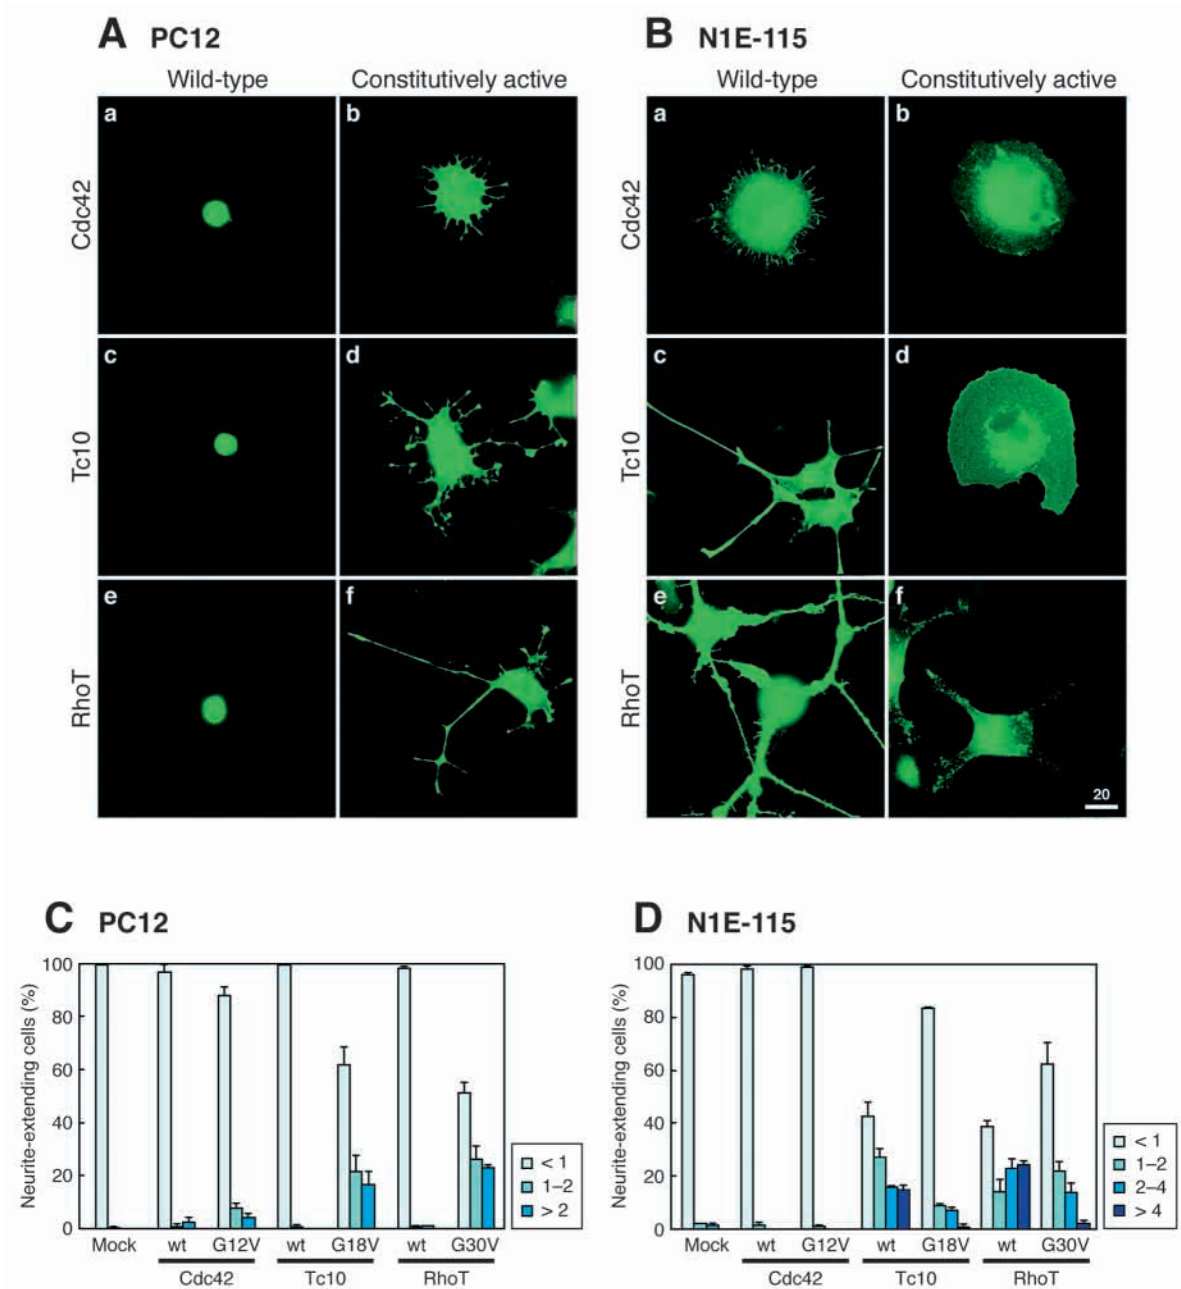 A PC12
Wild-type Constitutively active
a b
Cdc42
c d
Tc10
e f
RhoT
B N1E-115
Wild-type Constitutively active
a b
Cdc42
c d
Tc10
e f
RhoT
20
C PC12
Neurite-extending cells (%)
100
80
60
40
20
0
Mock wt G12V wt G18V wt G30V
Cdc42 Tc10 RhoT
< 1
1–2
> 2
D N1E-115
Neurite-extending cells (%)
100
80
60
40
20
0
Mock wt G12V wt G18V wt G30V
Cdc42 Tc10 RhoT
< 1
1–2
2–4
> 4